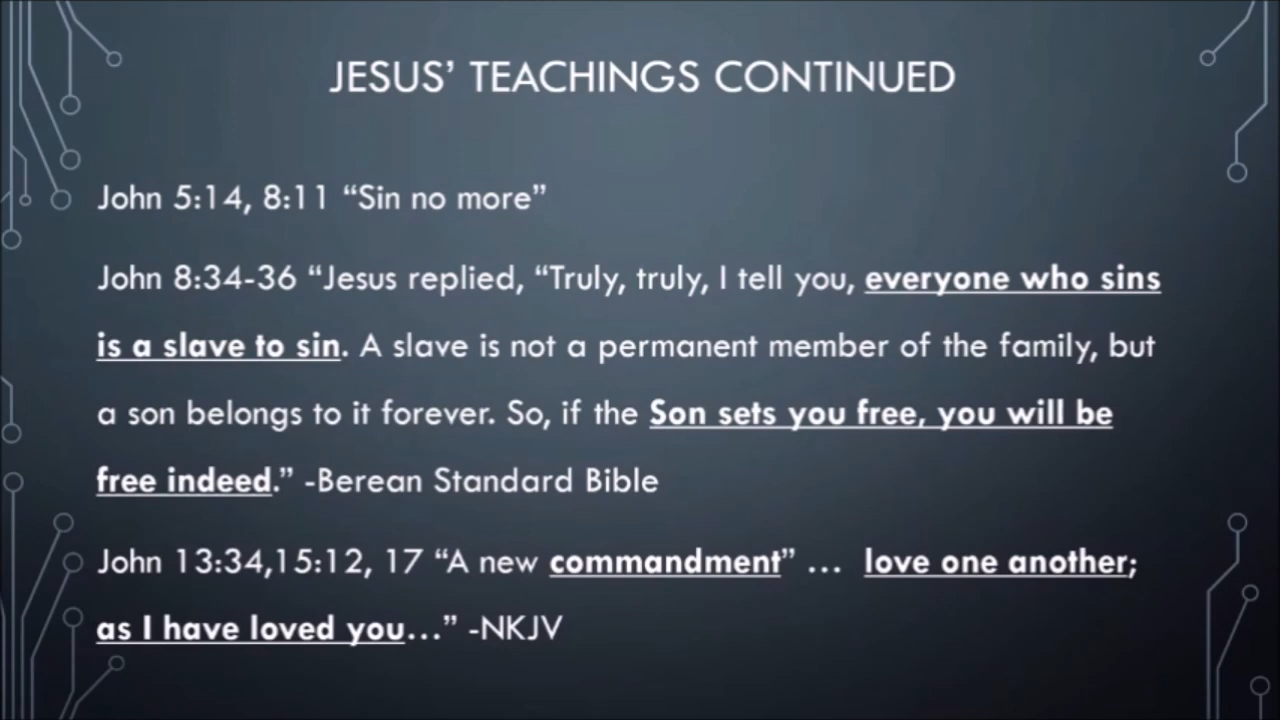 JESUS’ TEACHINGS CONTINUED
John 5:14, 8:11 “Sin no more”
John 8:34-36 “Jesus replied, “Truly, truly, I tell you, everyone who sins
is a slave to sin. A slave is not a permanent member of the family, but
a son belongs to it forever. So, if the Son sets you free, you will be
free indeed.” -Berean Standard Bible
John 13:34,15:12, 17 “A new commandment” … love one another;
as I have loved you…” -NKJV